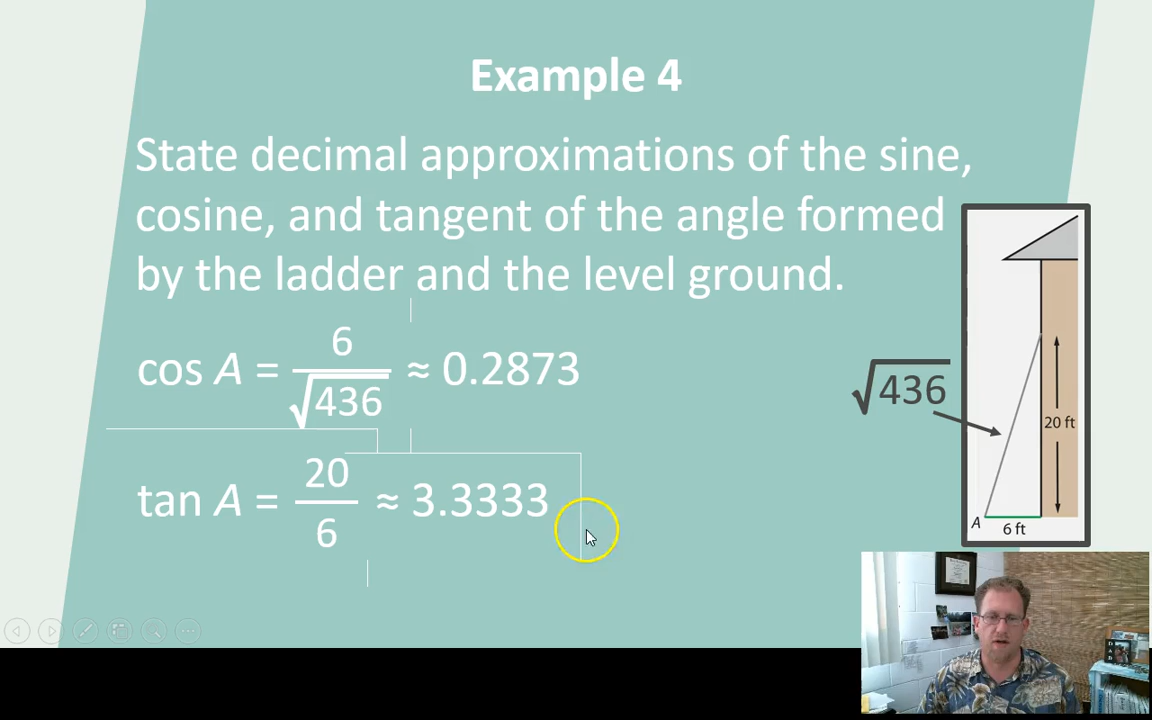 Example 4
State decimal approximations of the sine,
cosine, and tangent of the angle formed
by the ladder and the level ground.
cos A = 6/√436 ≈ 0.2873
tan A = 20/6 ≈ 3.3333
√436
20 ft
A
6 ft